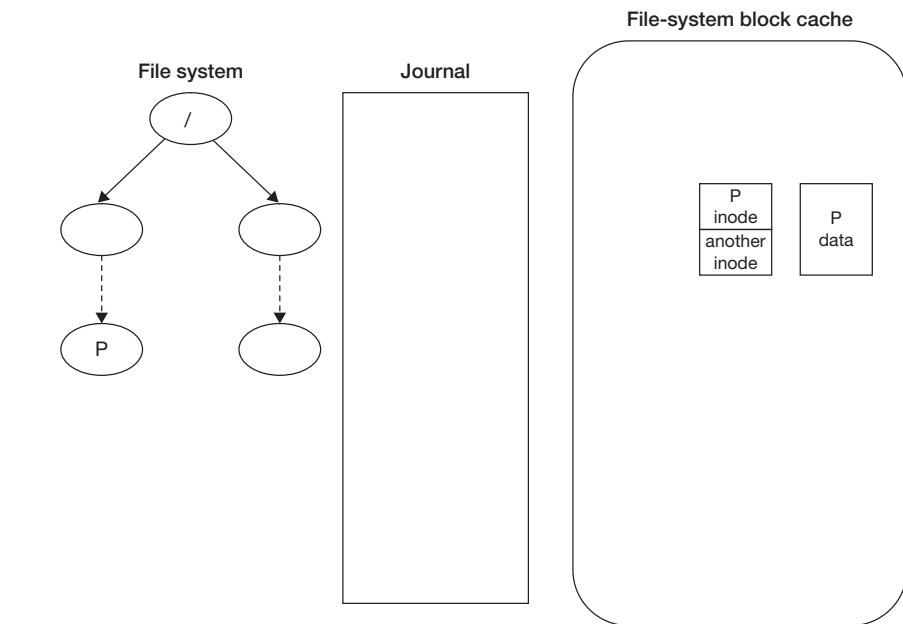 File-system block cache
File system
Journal
/
P
inode
another
inode
P
data
P